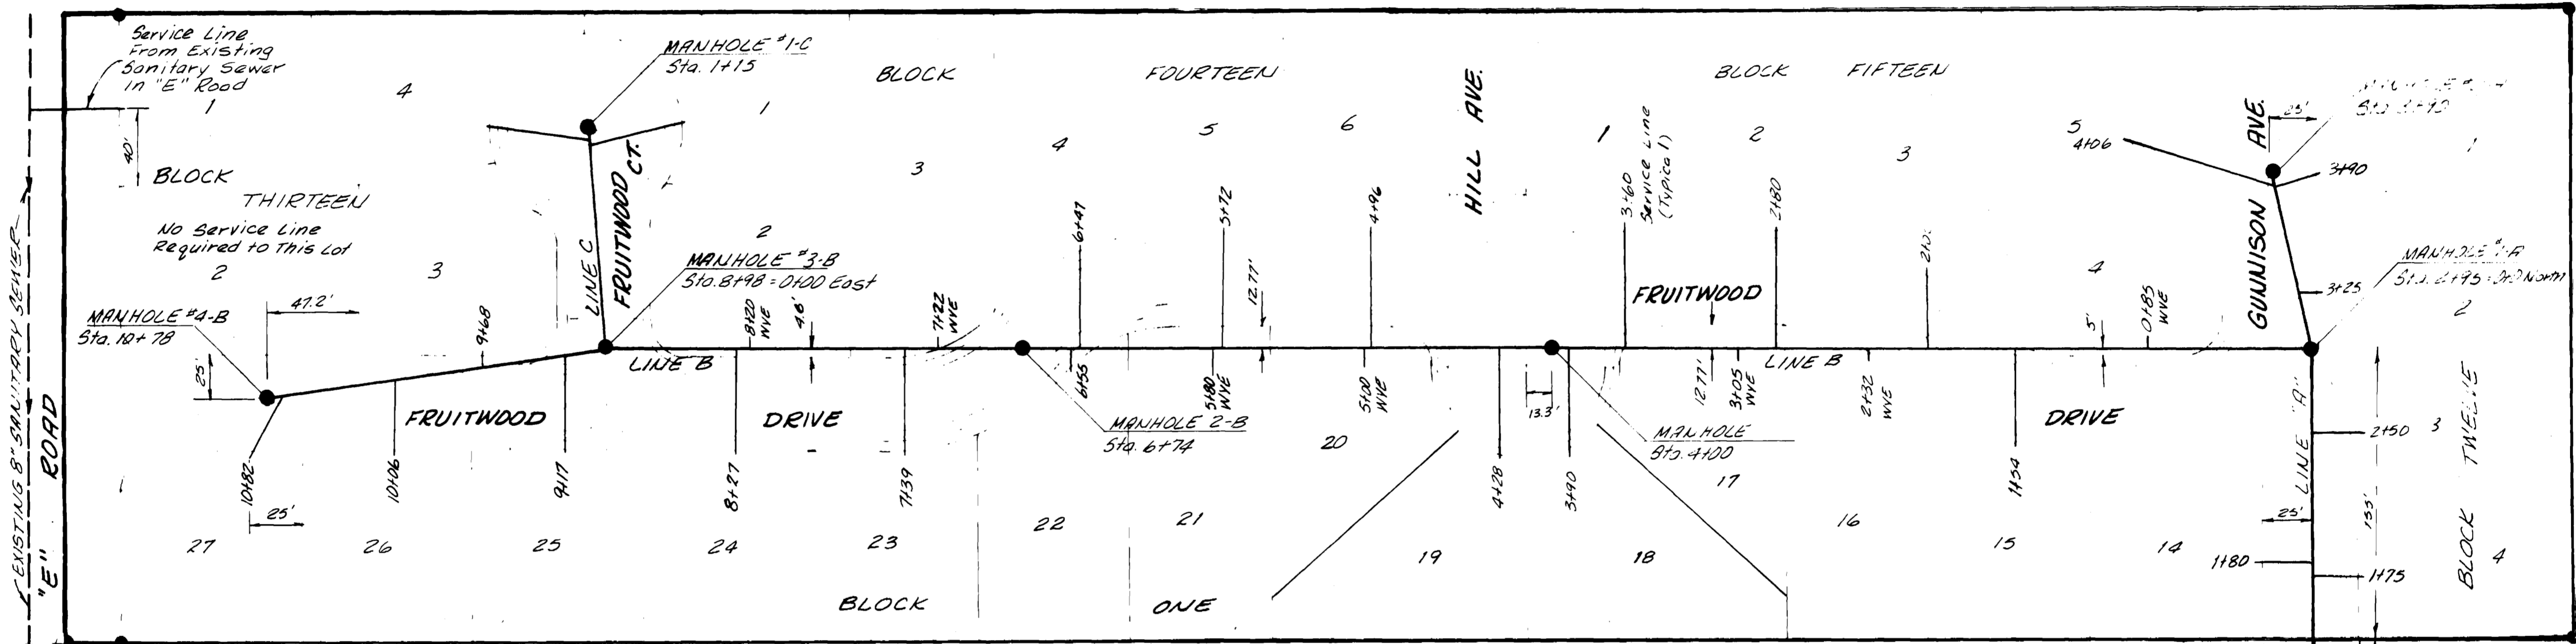 Service Line
From Existing
Sanitary Sewer
in "E" Road
1
4
40'
BLOCK
THIRTEEN
No Service Line
Required to This Lot
2
3
EXISTING 8" SANITARY SEWER
"E" ROAD
MANHOLE #1-C
Sta. 1+15
LINE C
FRUITWOOD CT.
1
2
3
BLOCK FOURTEEN
4
5
6
MANHOLE #3-B
Sta. 8+98 = 0+00 East
MANHOLE #4-B
Sta. 10+78
47.2'
25'
9+68
8+20
WYE
4.6'
7+22
WYE
6+47
5+72
12.77'
4+96
HILL AVE.
BLOCK FIFTEEN
1
2
3
4
5
3+60
Service Line
(Typical)
2+80
FRUITWOOD
0+85
WYE
5'
4+06
GUNNISON AVE.
25'
Sta. 3+90
3+90
3+25
MANHOLE #1-A
1
2
3
4
BLOCK TWELVE
LINE B
FRUITWOOD
DRIVE
10+82
25'
10+06
9+17
8+27
7+39
6+55
5+80
WYE
5+00
WYE
MANHOLE 2-B
Sta. 6+74
13.3'
4+28
3+90
MANHOLE
Sta. 4+00
12.77'
3+05
WYE
LINE B
2+32
WYE
1+54
DRIVE
LINE "A"
2+50
25'
155'
1+80
1+75
27
26
25
24
23
22
21
20
19
18
17
16
15
14
BLOCK ONE